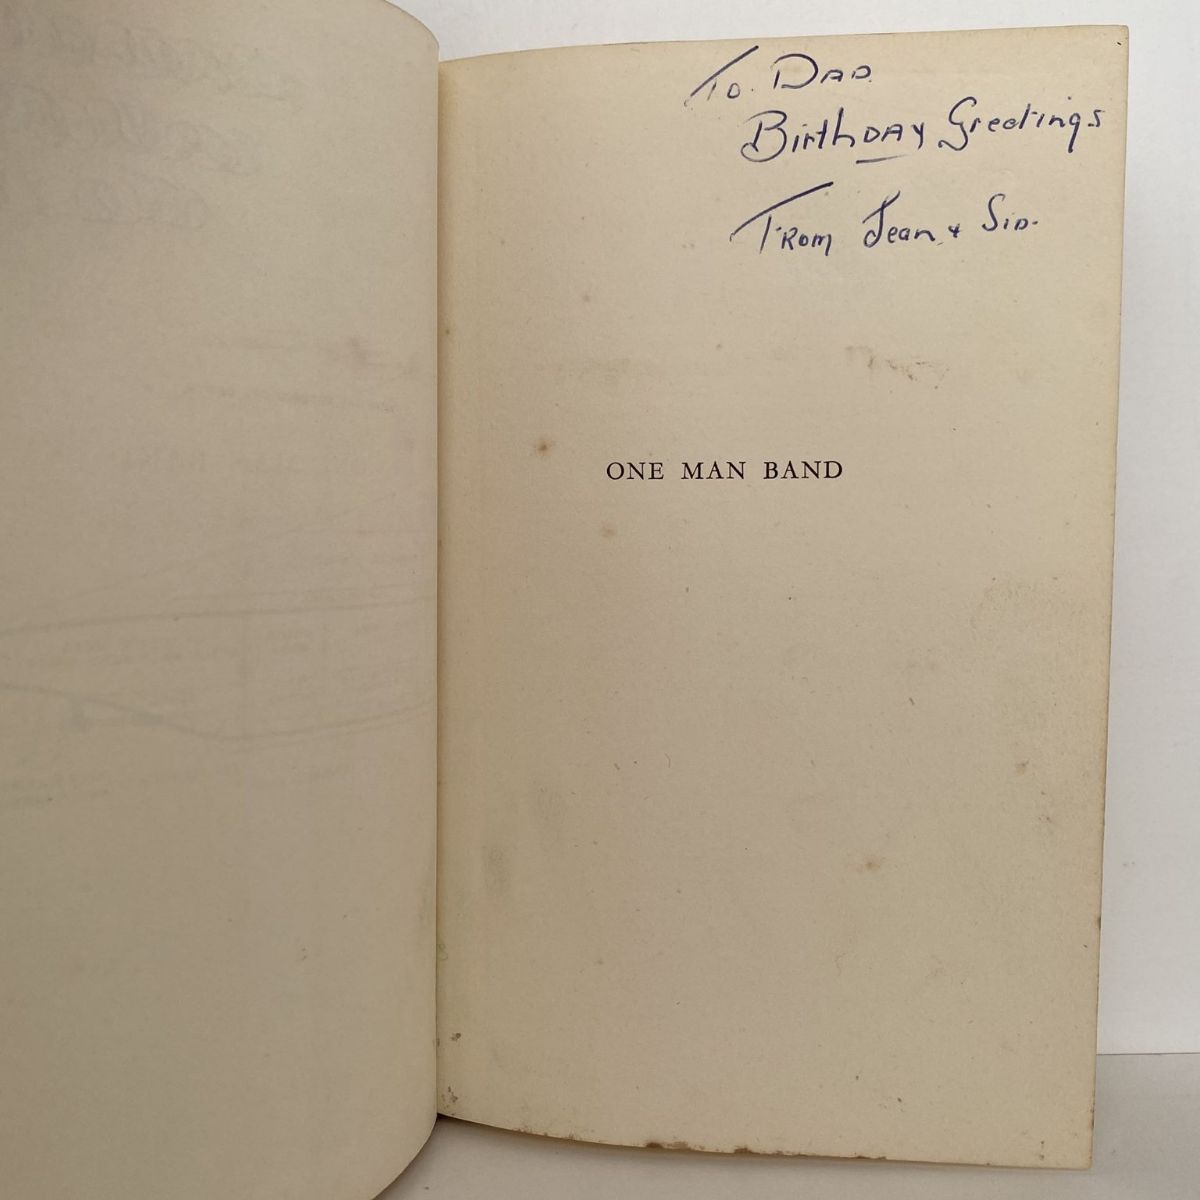 To. DAD.
BirthDAY Greetings
FROM Jean & SID.
ONE MAN BAND